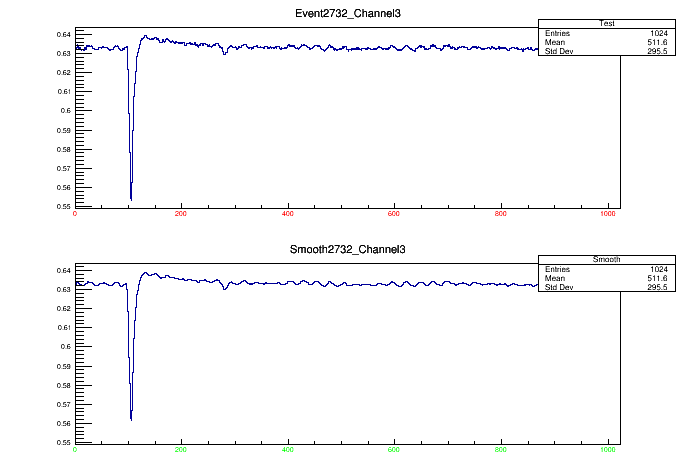 Event2732_Channel3
Test
Entries 1024
Mean 511.6
Std Dev 295.5
0.64
0.63
0.62
0.61
0.6
0.59
0.58
0.57
0.56
0.55
0 200 400 600 800 1000
Smooth2732_Channel3
Smooth
Entries 1024
Mean 511.6
Std Dev 295.5
0.64
0.63
0.62
0.61
0.6
0.59
0.58
0.57
0.56
0.55
0 200 400 600 800 1000